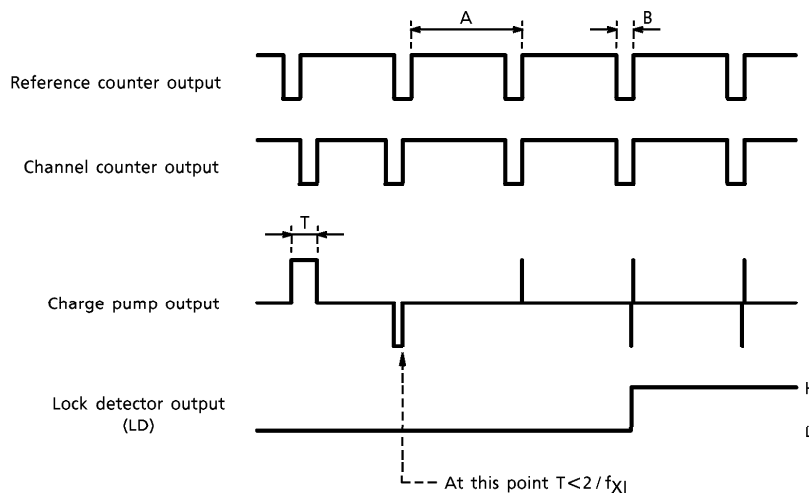 A
B
Reference counter output
Channel counter output
T
Charge pump output
Lock detector output
(LD)
At this point T<2/fXI